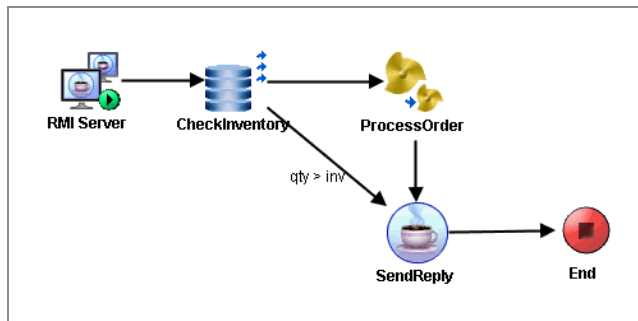 RMI Server
CheckInventory
ProcessOrder
qty > inv
SendReply
End